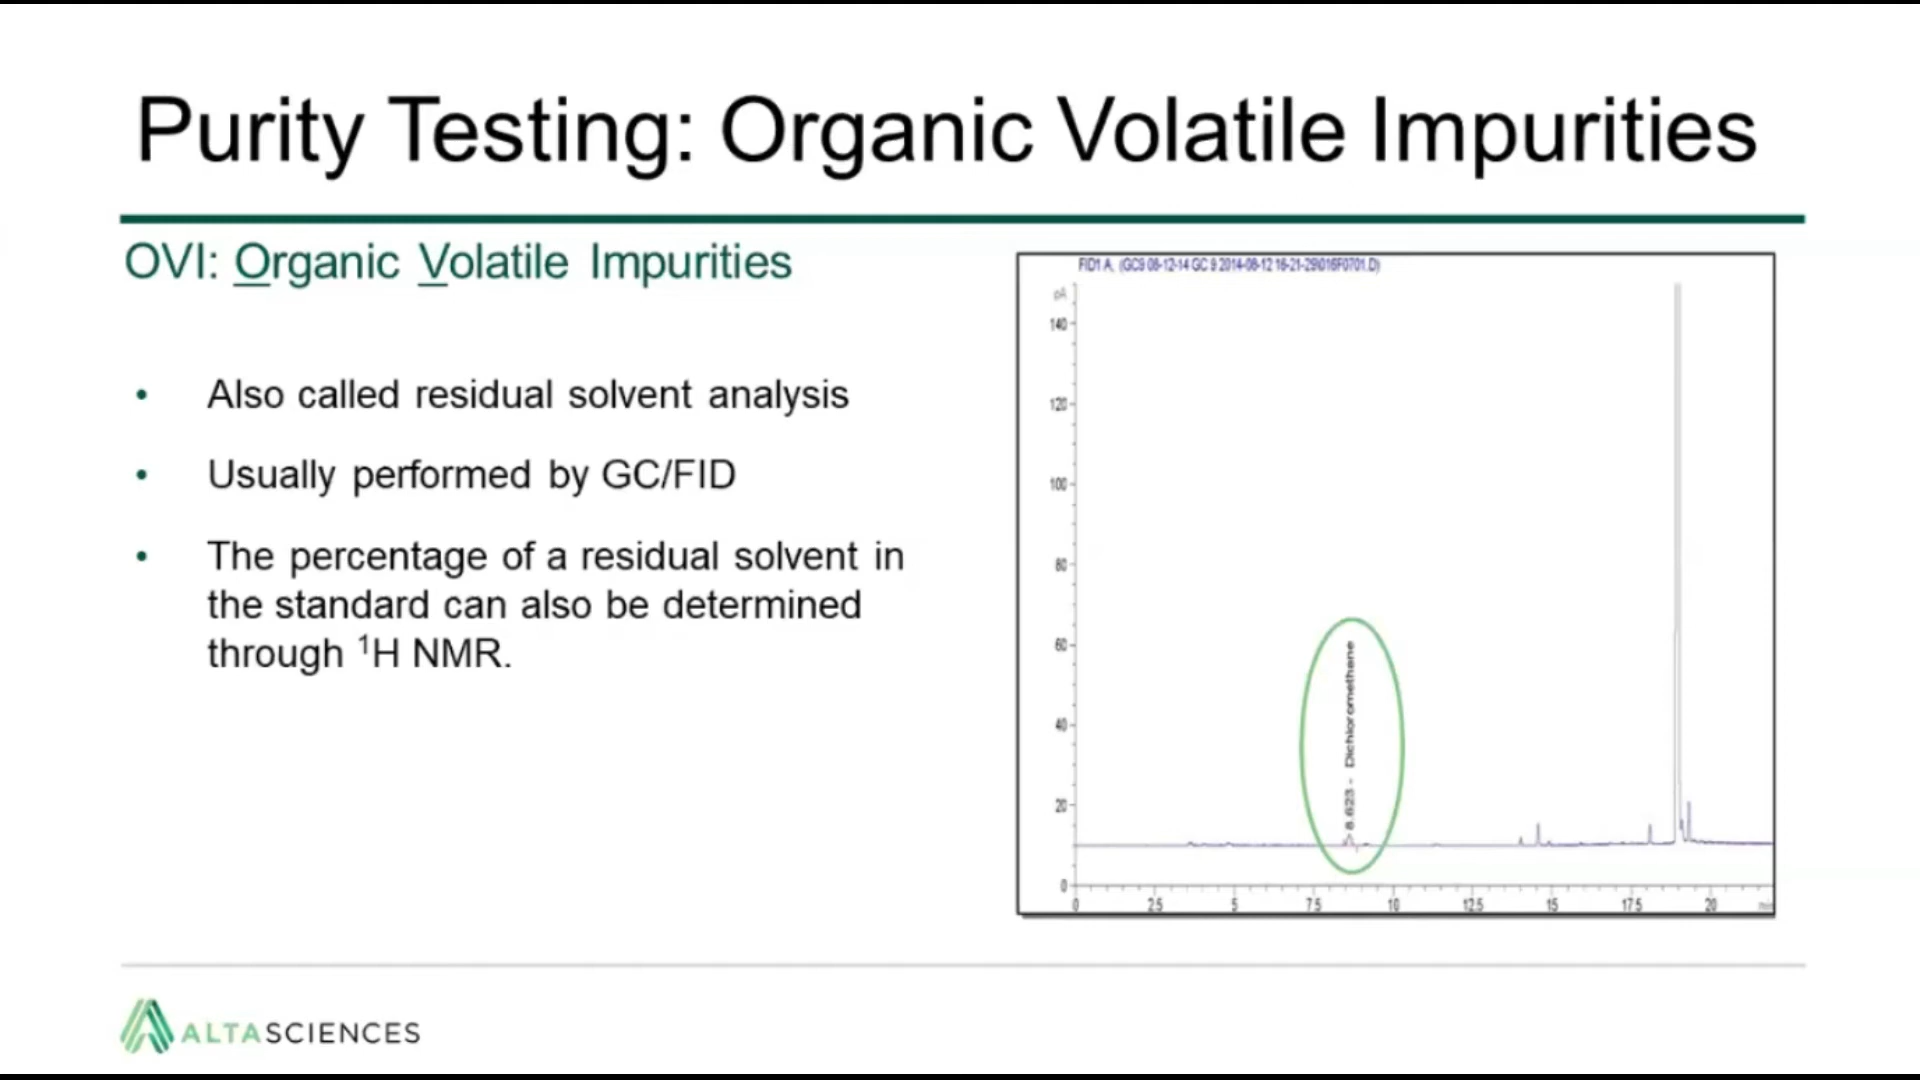 Purity Testing: Organic Volatile Impurities
OVI: Organic Volatile Impurities
• Also called residual solvent analysis
• Usually performed by GC/FID
• The percentage of a residual solvent in
the standard can also be determined
through ¹H NMR.
FID1 A, (GC9 08-12-14 GC 9 2014-08-12 16-21-29\016F0701.D)
pA
140
120
100
80
60
40
20
0
8.623 - Dichloromethane
0 2.5 5 7.5 10 12.5 15 17.5 20 min
ALTASCIENCES